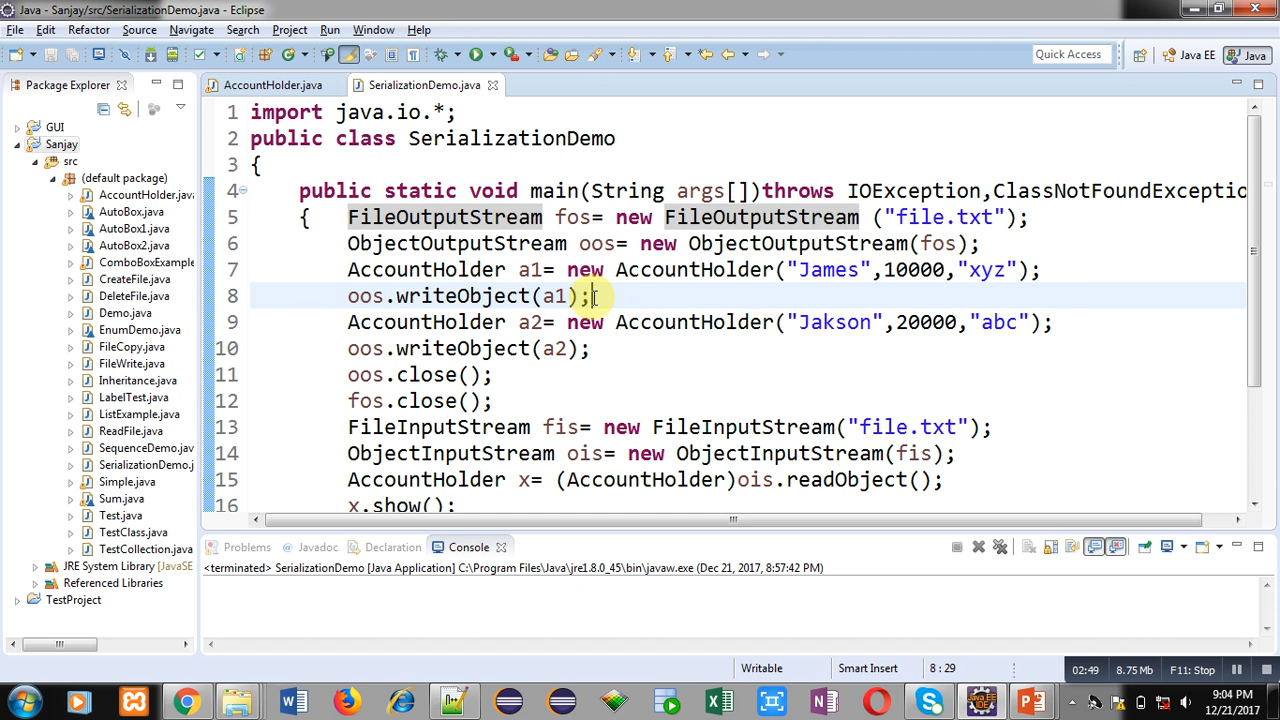 Java - Sanjay/src/SerializationDemo.java - Eclipse
File Edit Refactor Source Navigate Search Project Run Window Help
Quick Access Java EE Java
Package Explorer
AccountHolder.java SerializationDemo.java
GUI
Sanjay
src
(default package)
AccountHolder.java
AutoBox.java
AutoBox1.java
AutoBox2.java
ComboBoxExample
CreateFile.java
DeleteFile.java
Demo.java
EnumDemo.java
FileCopy.java
FileWrite.java
Inheritance.java
LabelTest.java
ListExample.java
ReadFile.java
SequenceDemo.java
SerializationDemo.j
Simple.java
Sum.java
Test.java
TestClass.java
TestCollection.java
JRE System Library [JavaSE
Referenced Libraries
TestProject
1 import java.io.*;
2 public class SerializationDemo
3 {
4 public static void main(String args[])throws IOException,ClassNotFoundExceptio
5 { FileOutputStream fos= new FileOutputStream ("file.txt");
6 ObjectOutputStream oos= new ObjectOutputStream(fos);
7 AccountHolder a1= new AccountHolder("James",10000,"xyz");
8 oos.writeObject(a1);
9 AccountHolder a2= new AccountHolder("Jakson",20000,"abc");
10 oos.writeObject(a2);
11 oos.close();
12 fos.close();
13 FileInputStream fis= new FileInputStream("file.txt");
14 ObjectInputStream ois= new ObjectInputStream(fis);
15 AccountHolder x= (AccountHolder)ois.readObject();
16 x.show();
Problems Javadoc Declaration Console
<terminated> SerializationDemo [Java Application] C:\Program Files\Java\jre1.8.0_45\bin\javaw.exe (Dec 21, 2017, 8:57:42 PM)
Writable Smart Insert 8 : 29 02:49 8.75 Mb F11: Stop
9:04 PM
12/21/2017